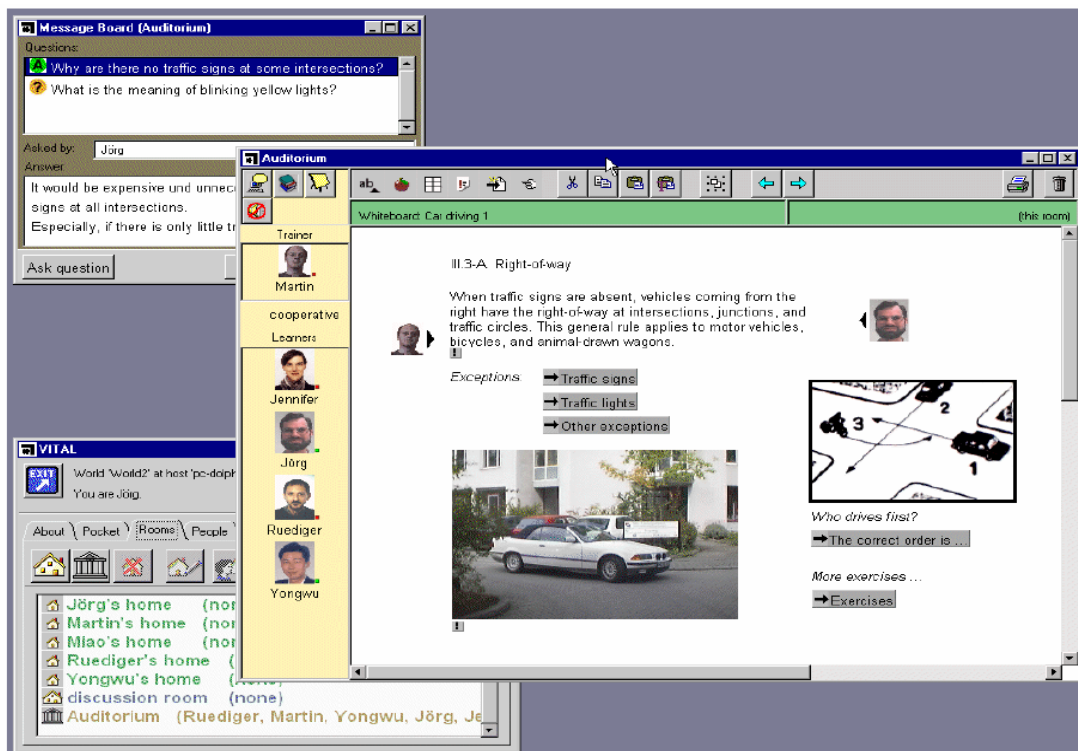 Message Board (Auditorium)
Questions:
Why are there no traffic signs at some intersections?
What is the meaning of blinking yellow lights?
Asked by: Jörg
Answer
It would be expensive und unnec
signs at all intersections.
Especially, if there is only little tr
Ask question
Auditorium
Whiteboard: Car driving 1
(this room)
Trainer
Martin
cooperative
Learners
Jennifer
Jörg
Ruediger
Yongwu
III.3-A Right-of-way
When traffic signs are absent, vehicles coming from the
right have the right-of-way at intersections, junctions, and
traffic circles. This general rule applies to motor vehicles,
bicycles, and animal-drawn wagons.
Exceptions:
Traffic signs
Traffic lights
Other exceptions
1
2
3
Who drives first?
The correct order is ...
More exercises ...
Exercises
VITAL
EXIT
World 'World2' at host 'pc-dolph
You are Jörg.
About Pocket Rooms People
Jörg's home (non
Martin's home (non
Miao's home (non
Ruediger's home (
Yongwu's home
discussion room (none)
Auditorium (Ruediger, Martin, Yongwu, Jörg, Je